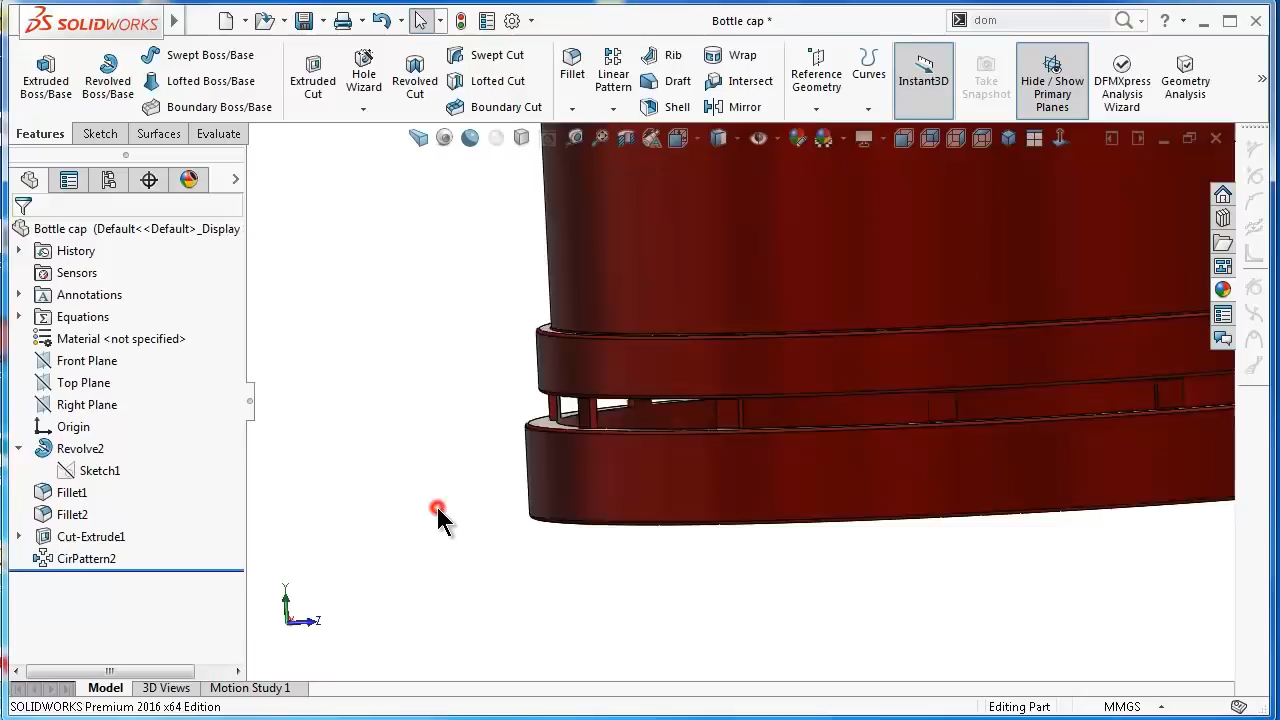 SOLIDWORKS
Bottle cap *
dom
Extruded Boss/Base
Revolved Boss/Base
Swept Boss/Base
Lofted Boss/Base
Boundary Boss/Base
Extruded Cut
Hole Wizard
Revolved Cut
Swept Cut
Lofted Cut
Boundary Cut
Fillet
Linear Pattern
Rib
Draft
Shell
Wrap
Intersect
Mirror
Reference Geometry
Curves
Instant3D
Take Snapshot
Hide / Show Primary Planes
DFMXpress Analysis Wizard
Geometry Analysis
Features
Sketch
Surfaces
Evaluate
Bottle cap (Default<<Default>_Display
History
Sensors
Annotations
Equations
Material <not specified>
Front Plane
Top Plane
Right Plane
Origin
Revolve2
Sketch1
Fillet1
Fillet2
Cut-Extrude1
CirPattern2
Y
Z
Model
3D Views
Motion Study 1
SOLIDWORKS Premium 2016 x64 Edition
Editing Part
MMGS